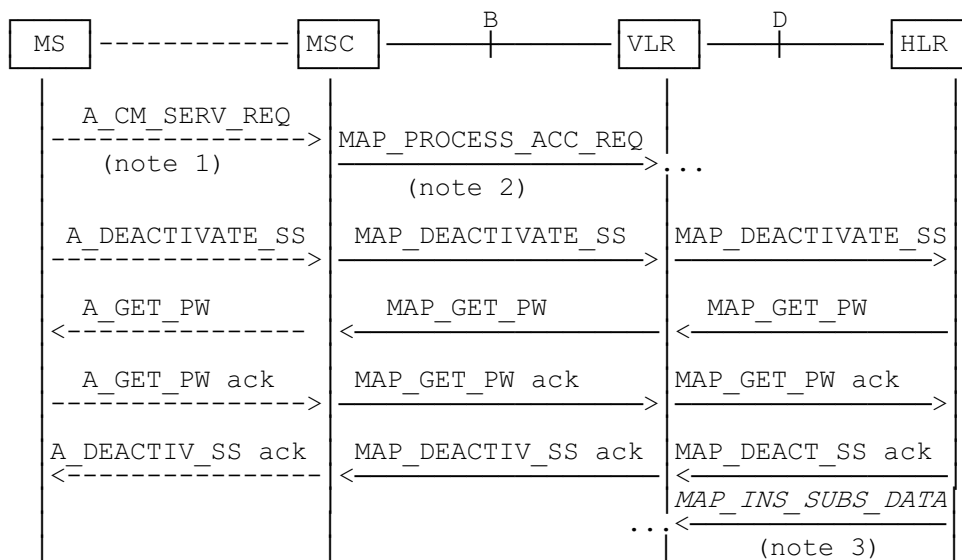 B D
MS MSC VLR HLR
A_CM_SERV_REQ
MAP_PROCESS_ACC_REQ
(note 1)
...
(note 2)
A_DEACTIVATE_SS MAP_DEACTIVATE_SS MAP_DEACTIVATE_SS
A_GET_PW MAP_GET_PW MAP_GET_PW
A_GET_PW ack MAP_GET_PW ack MAP_GET_PW ack
A_DEACTIV_SS ack MAP_DEACTIV_SS ack MAP_DEACT_SS ack
MAP_INS_SUBS_DATA
...
(note 3)